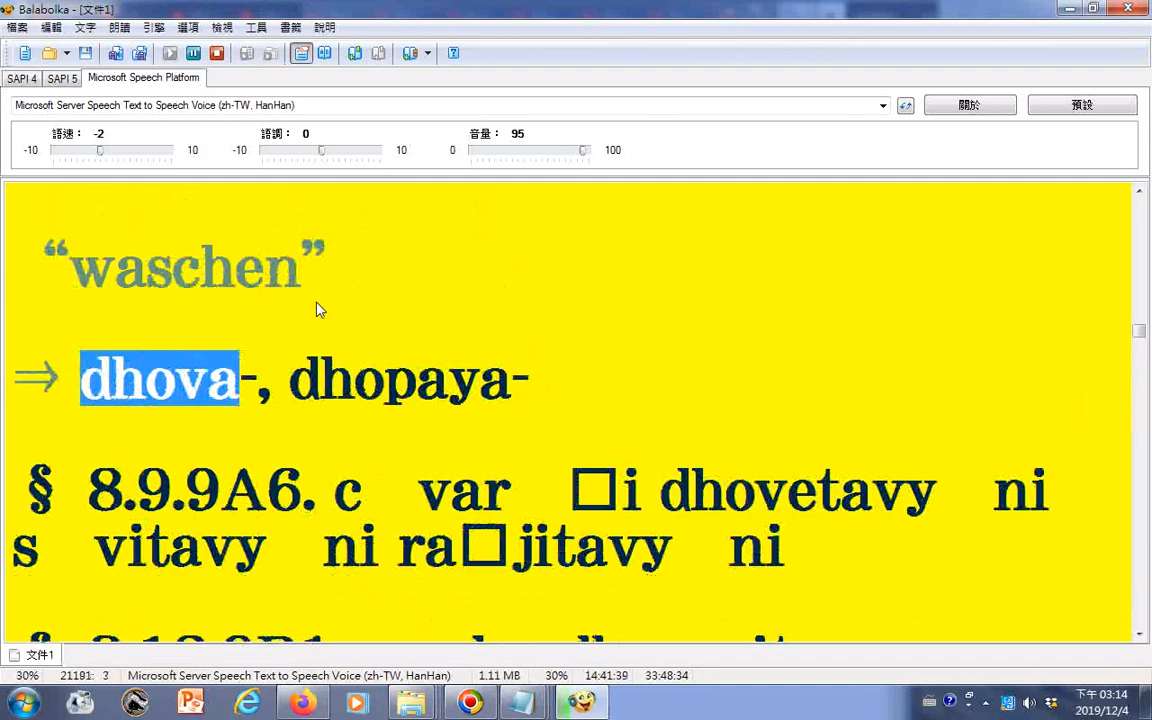 Balabolka - [文件1]
檔案 編輯 文字 朗讀 引擎 選項 檢視 工具 書籤 說明
SAPI 4 SAPI 5 Microsoft Speech Platform
Microsoft Server Speech Text to Speech Voice (zh-TW, HanHan)
關於 預設
語速: -2 語調: 0 音量: 95
-10 10 -10 10 0 100
“waschen”
⇒ dhova-, dhopaya-
§ 8.9.9A6. c var □i dhovetavy ni
s vitavy ni ra□jitavy ni
文件1
30% 21191: 3 Microsoft Server Speech Text to Speech Voice (zh-TW, HanHan) 1.11 MB 30% 14:41:39 33:48:34
下午 03:14
2019/12/4